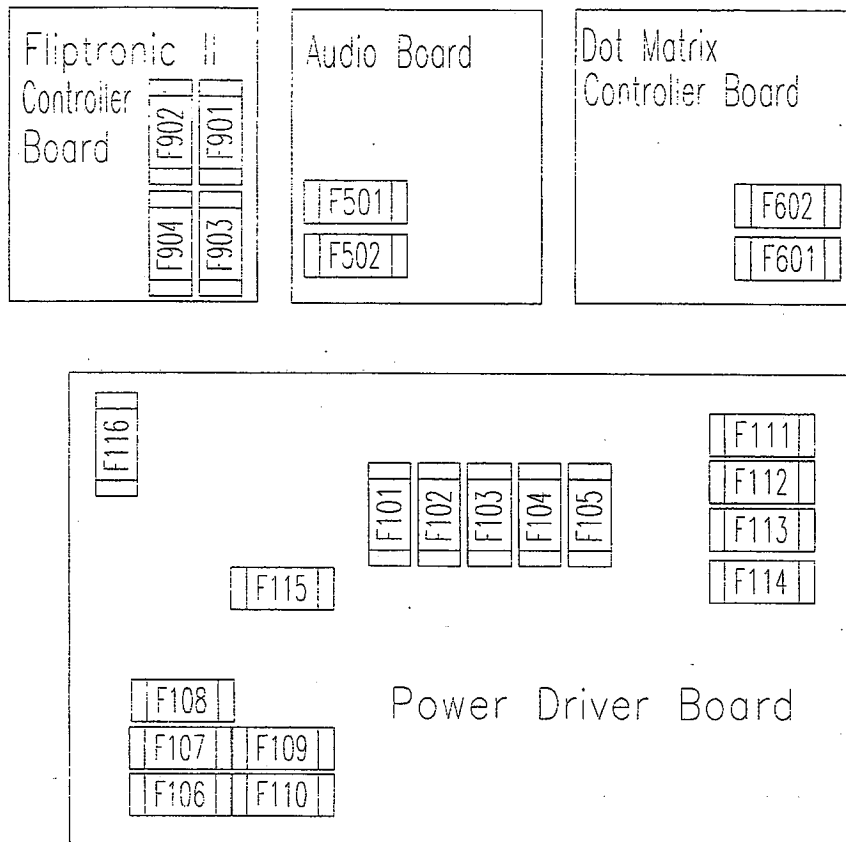 Fliptronic II
Controller
Board
F902
F901
F904
F903
Audio Board
F501
F502
Dot Matrix
Controller Board
F602
F601
F116
F101
F102
F103
F104
F105
F111
F112
F113
F114
F115
F108
F107
F109
F106
F110
Power Driver Board